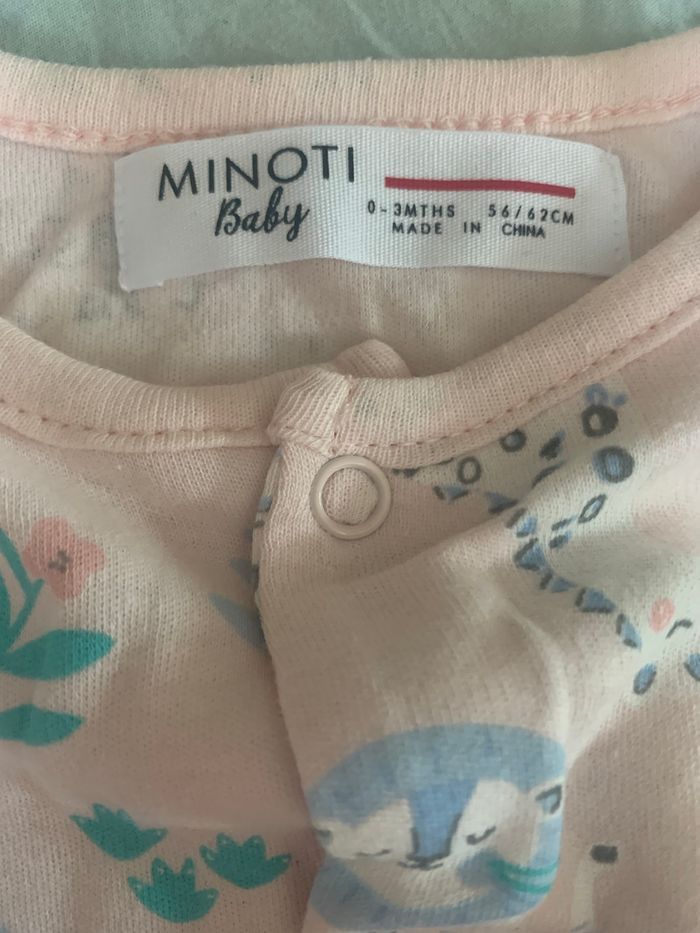 MINOTI
Baby
0-3MTHS 56/62CM
MADE IN CHINA